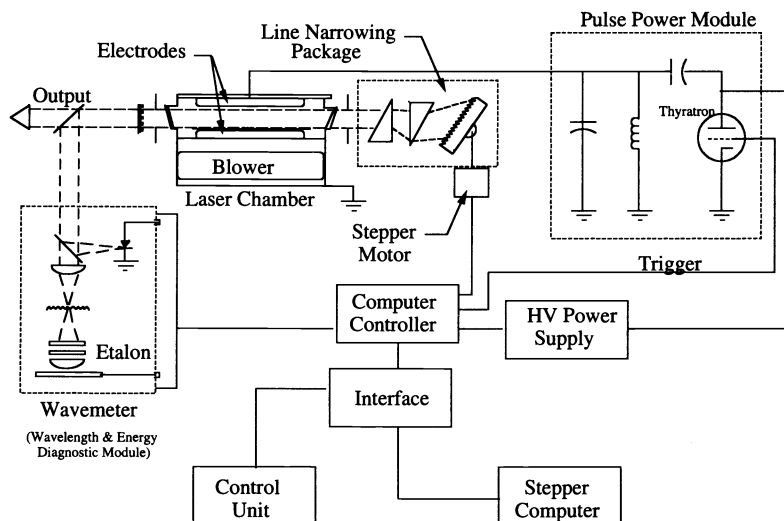 Pulse Power Module
Line Narrowing
Package
Electrodes
Output
Thyratron
Blower
Laser Chamber
Stepper
Motor
Trigger
Computer
Controller
HV Power
Supply
Etalon
Interface
Wavemeter
(Wavelength & Energy
Diagnostic Module)
Control
Unit
Stepper
Computer